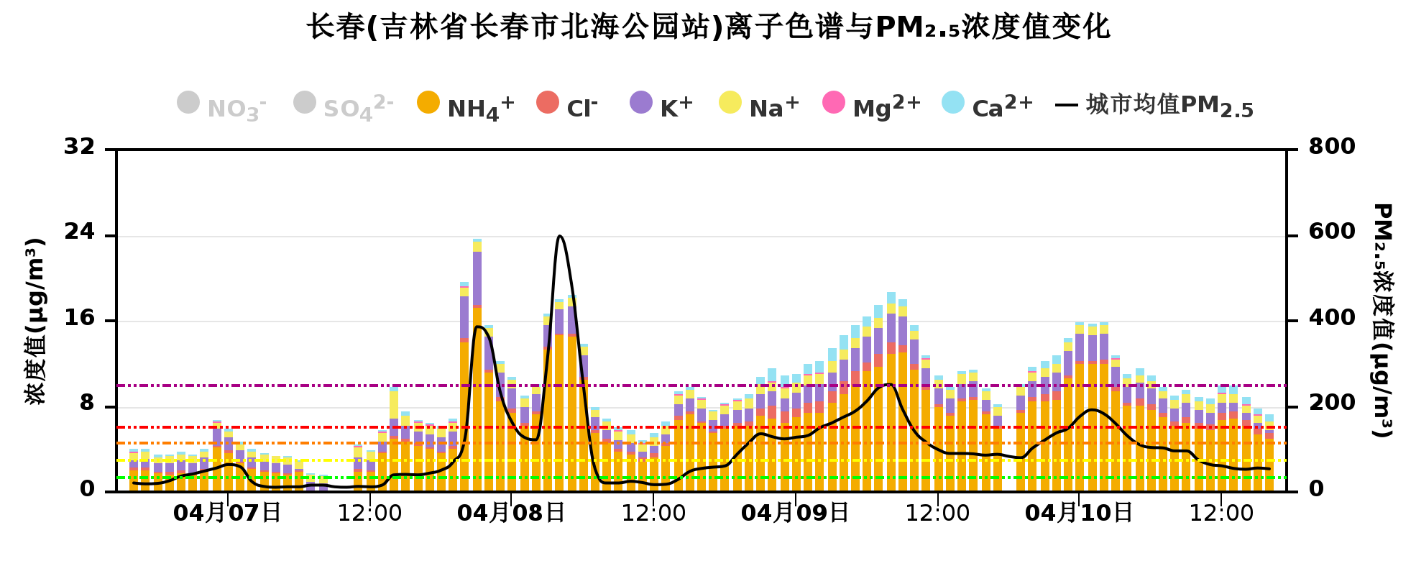 长春(吉林省长春市北海公园站)离子色谱与PM₂.₅浓度值变化
NO₃⁻ SO₄²⁻ NH₄⁺ Cl⁻ K⁺ Na⁺ Mg²⁺ Ca²⁺ 城市均值PM₂.₅
32 800
24 600
16 400
8 200
0 0
浓度值(μg/m³)
PM₂.₅浓度值(μg/m³)
04月07日 12:00 04月08日 12:00 04月09日 12:00 04月10日 12:00